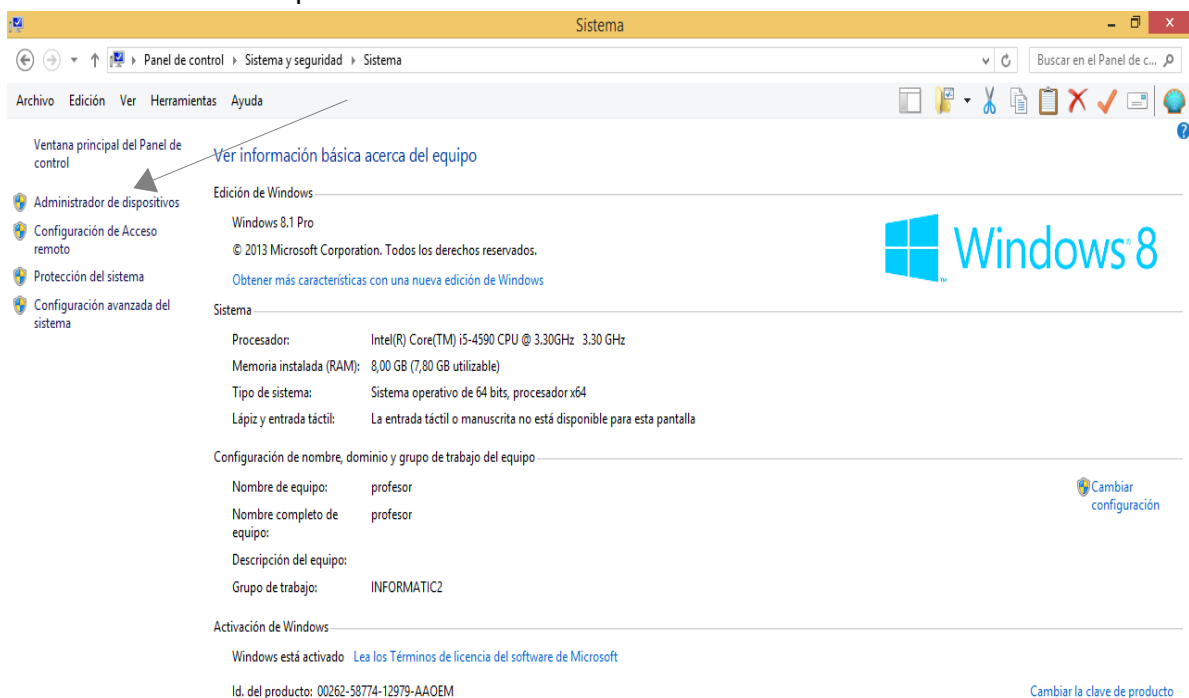 Sistema
Panel de control ▸ Sistema y seguridad ▸ Sistema
Buscar en el Panel de c...
Archivo Edición Ver Herramientas Ayuda
Ventana principal del Panel de
control
Administrador de dispositivos
Configuración de Acceso
remoto
Protección del sistema
Configuración avanzada del
sistema
Ver información básica acerca del equipo
Edición de Windows
Windows 8.1 Pro
© 2013 Microsoft Corporation. Todos los derechos reservados.
Obtener más características con una nueva edición de Windows
Windows® 8
Sistema
Procesador: Intel(R) Core(TM) i5-4590 CPU @ 3.30GHz 3.30 GHz
Memoria instalada (RAM): 8,00 GB (7,80 GB utilizable)
Tipo de sistema: Sistema operativo de 64 bits, procesador x64
Lápiz y entrada táctil: La entrada táctil o manuscrita no está disponible para esta pantalla
Configuración de nombre, dominio y grupo de trabajo del equipo
Nombre de equipo: profesor
Cambiar
configuración
Nombre completo de
equipo: profesor
Descripción del equipo:
Grupo de trabajo: INFORMATIC2
Activación de Windows
Windows está activado Lea los Términos de licencia del software de Microsoft
Id. del producto: 00262-58774-12979-AAOEM
Cambiar la clave de producto